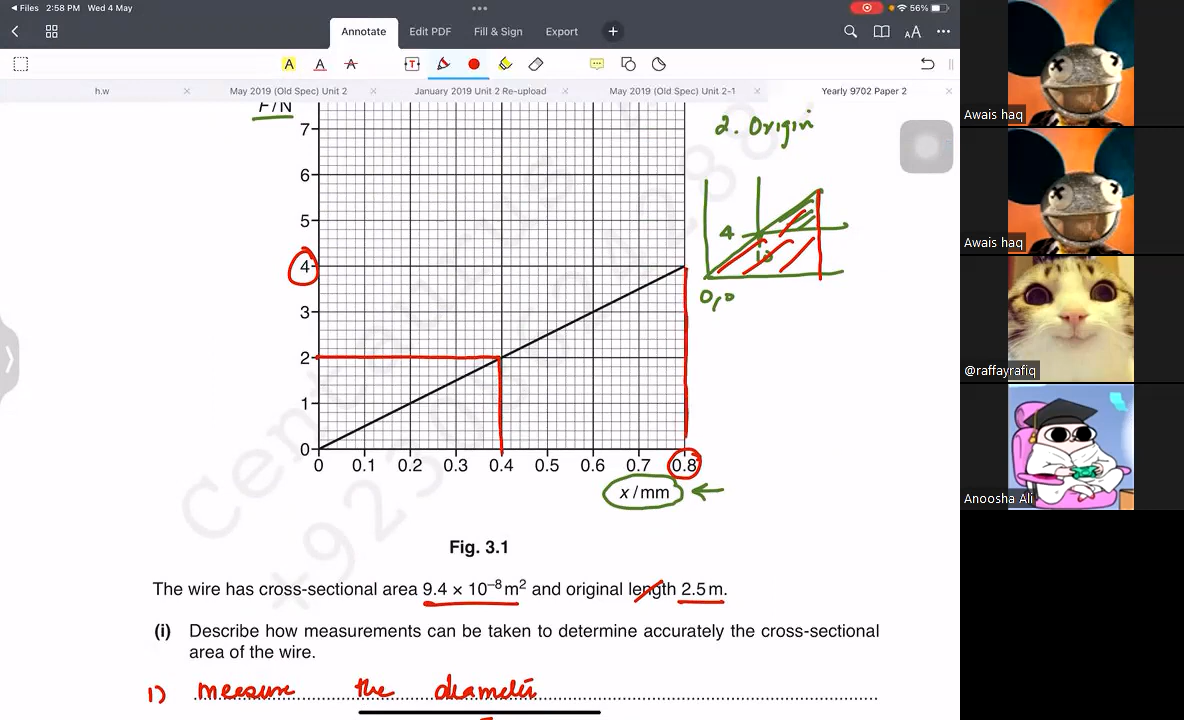 Files 2:58 PM Wed 4 May
56%
Annotate Edit PDF Fill & Sign Export
h.w
May 2019 (Old Spec) Unit 2
January 2019 Unit 2 Re-upload
May 2019 (Old Spec) Unit 2-1
Yearly 9702 Paper 2
F/N
7
6
5
4
3
2
1
0
0 0.1 0.2 0.3 0.4 0.5 0.6 0.7 0.8
x/mm
2. Origin
4
0,0
Fig. 3.1
The wire has cross-sectional area 9.4 × 10⁻⁸ m² and original length 2.5 m.
(i) Describe how measurements can be taken to determine accurately the cross-sectional
area of the wire.
1) measure the diameter
Awais haq
Awais haq
@raffayrafiq
Anoosha Ali